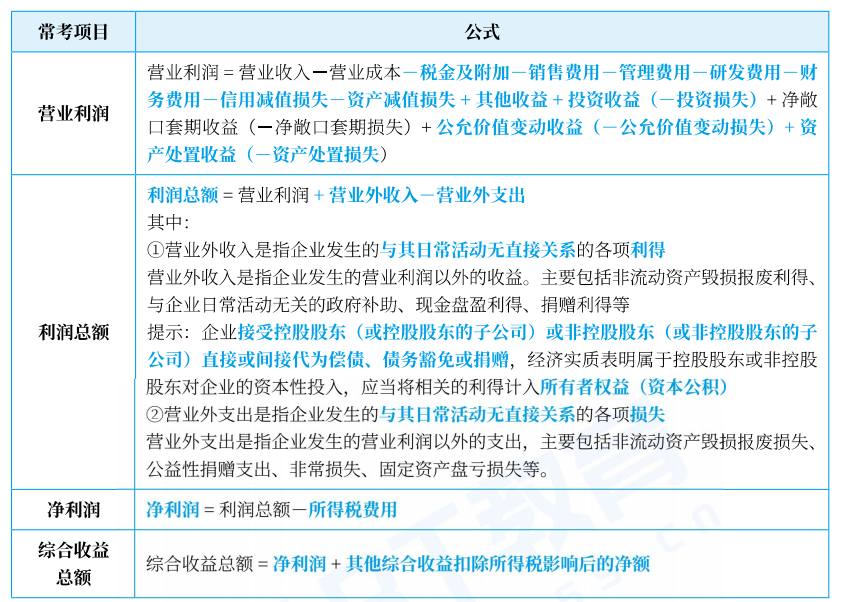 常考项目 公式
营业利润
营业利润 = 营业收入－营业成本－税金及附加－销售费用－管理费用－研发费用－财
务费用－信用减值损失－资产减值损失 + 其他收益 + 投资收益（－投资损失）+ 净敞
口套期收益（－净敞口套期损失）+ 公允价值变动收益（－公允价值变动损失）+ 资
产处置收益（－资产处置损失）
利润总额
利润总额 = 营业利润 + 营业外收入－营业外支出
其中：
①营业外收入是指企业发生的与其日常活动无直接关系的各项利得
营业外收入是指企业发生的营业利润以外的收益。主要包括非流动资产毁损报废利得、
与企业日常活动无关的政府补助、现金盘盈利得、捐赠利得等
提示：企业接受控股股东（或控股股东的子公司）或非控股股东（或非控股股东的子
公司）直接或间接代为偿债、债务豁免或捐赠，经济实质表明属于控股股东或非控股
股东对企业的资本性投入，应当将相关的利得计入所有者权益（资本公积）
②营业外支出是指企业发生的与其日常活动无直接关系的各项损失
营业外支出是指企业发生的营业利润以外的支出，主要包括非流动资产毁损报废损失、
公益性捐赠支出、非常损失、固定资产盘亏损失等。
净利润
净利润 = 利润总额－所得税费用
综合收益
总额
综合收益总额 = 净利润 + 其他综合收益扣除所得税影响后的净额
教育